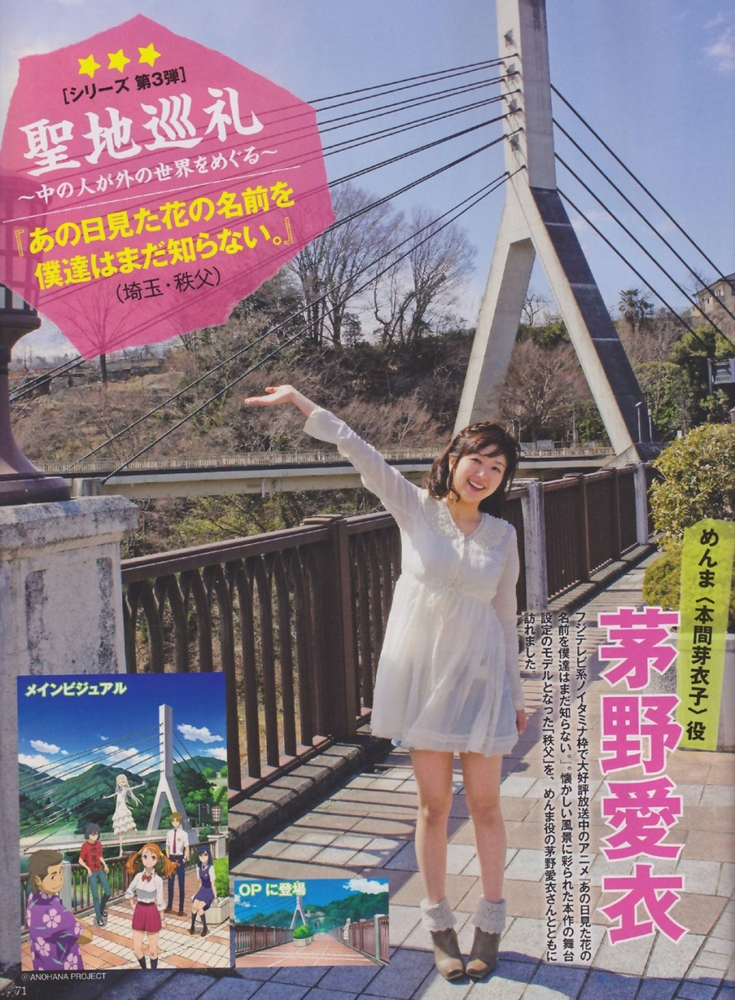 [シリーズ 第3弾]
聖地巡礼
～中の人が外の世界をめぐる～
『あの日見た花の名前を
僕達はまだ知らない。』
(埼玉・秩父)
めんま〈本間芽衣子〉役
茅野愛衣
フジテレビ系ノイタミナ枠で大好評放送中のアニメ『あの日見た花の
名前を僕達はまだ知らない。』。懐かしい風景に彩られた本作の舞台
設定のモデルとなった「秩父」を、めんま役の茅野愛衣さんとともに
訪れました。
メインビジュアル
OPに登場
©ANOHANA PROJECT
71